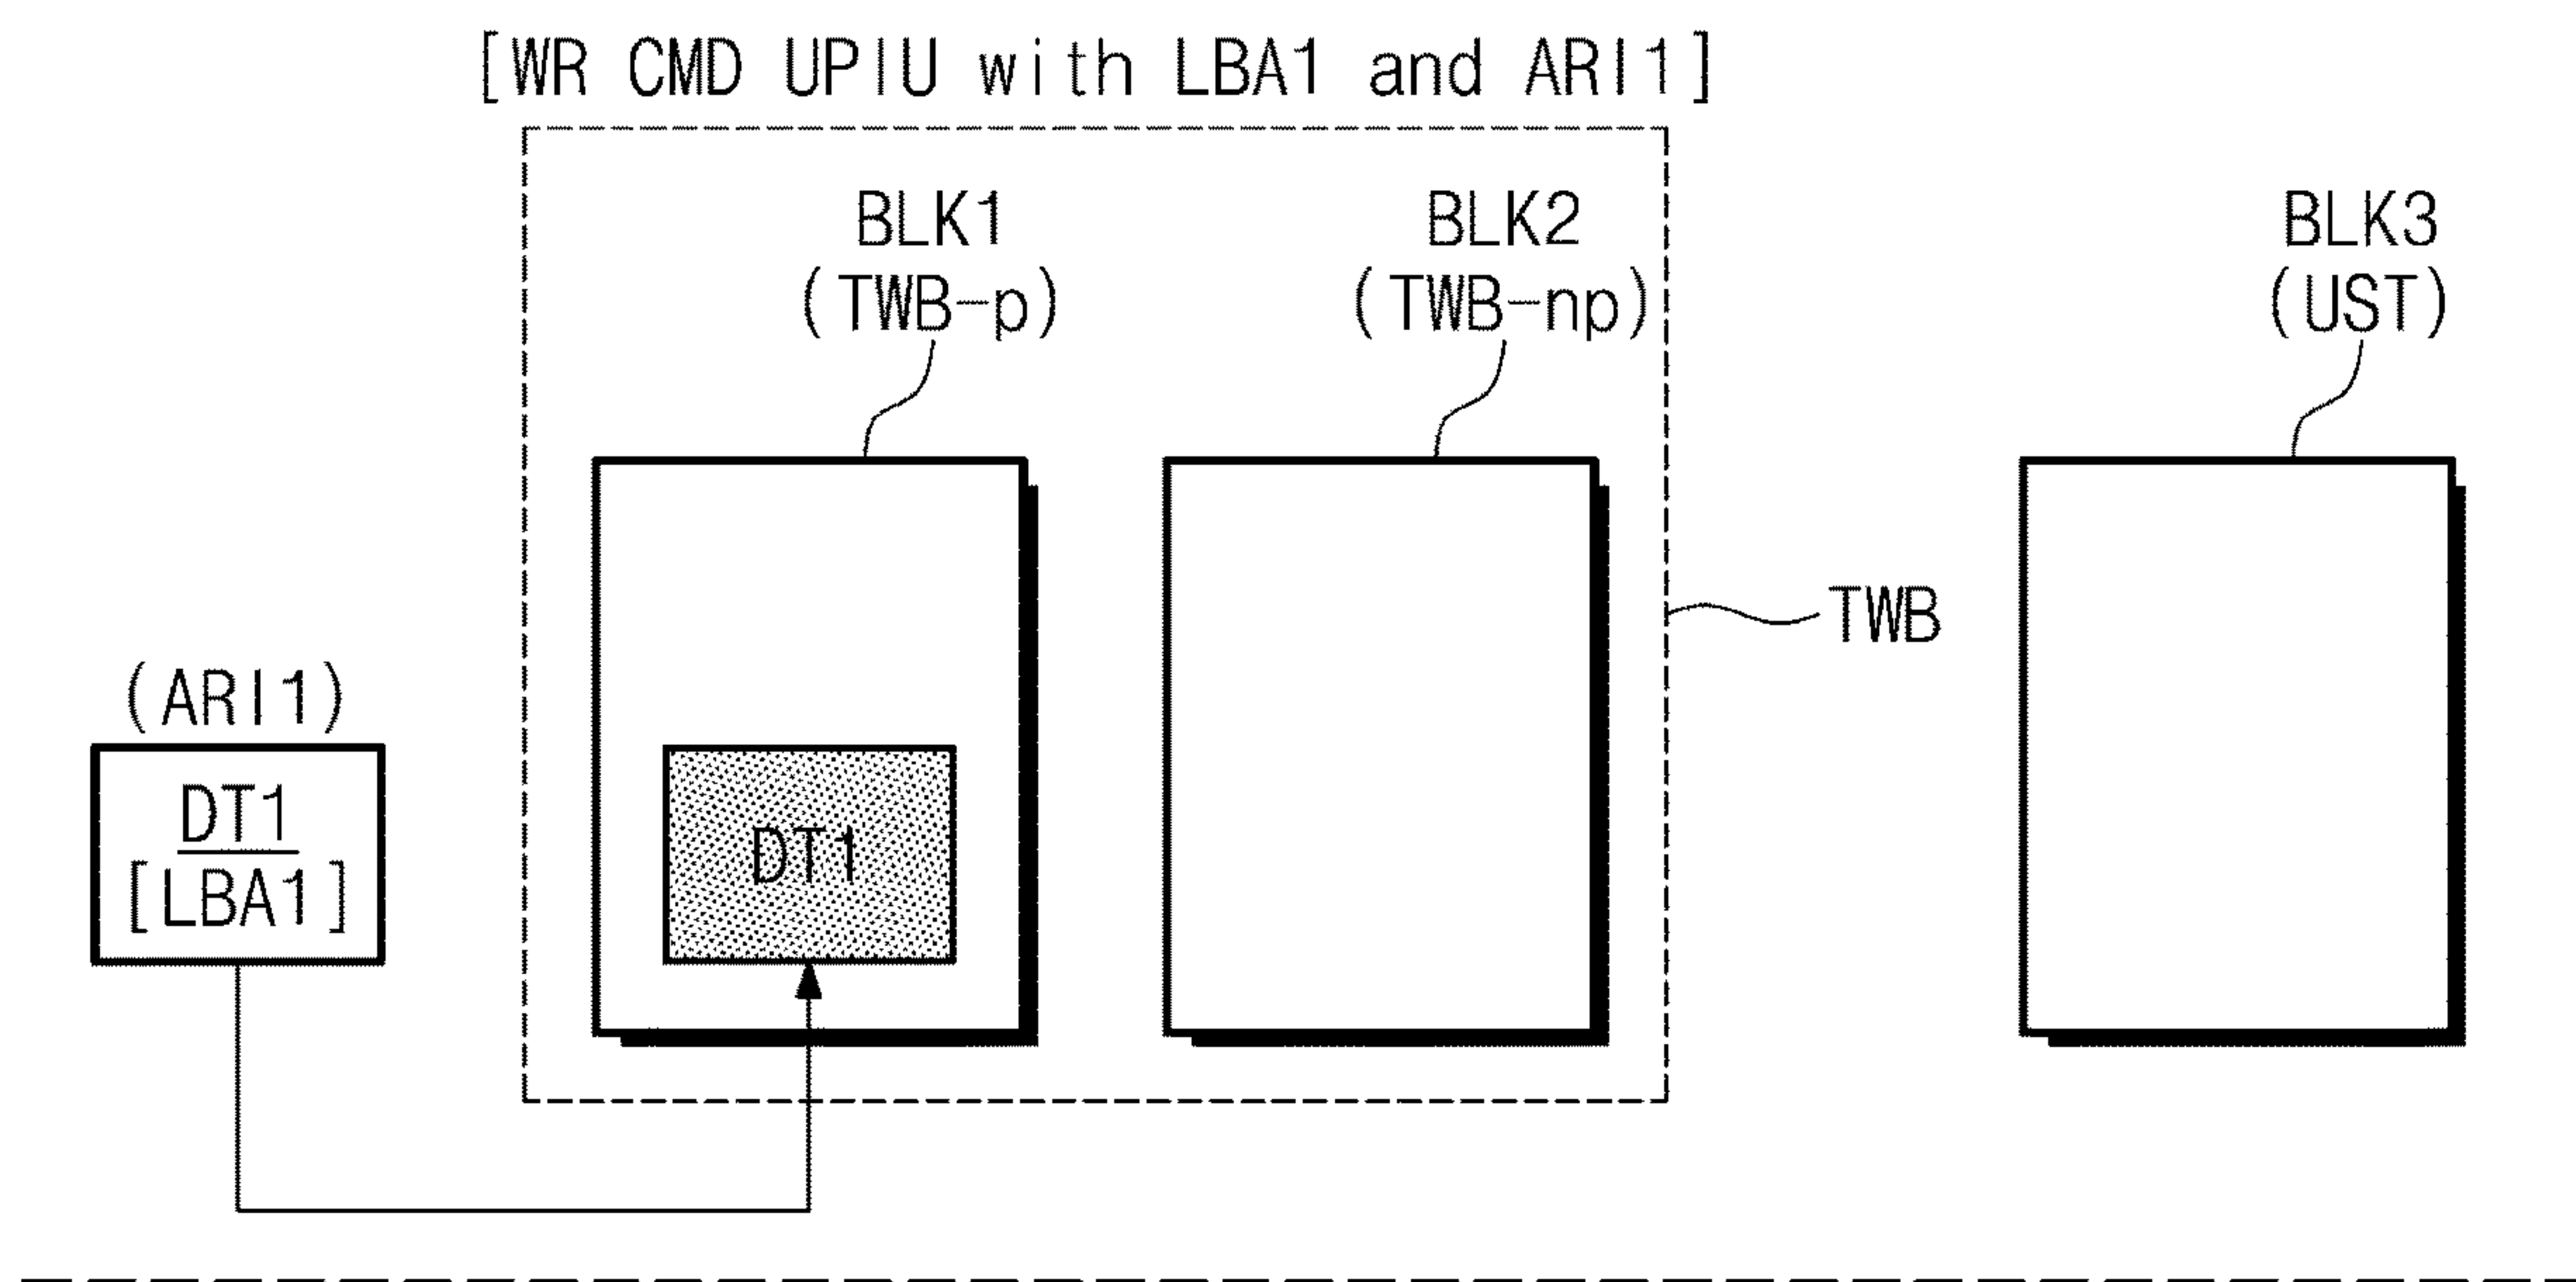 [WR CMD UPIU with LBA1 and ARI1]
BLK1
(TWB-p)
BLK2
(TWB-np)
BLK3
(UST)
TWB
(ARI1)
DT1
[LBA1]
DT1